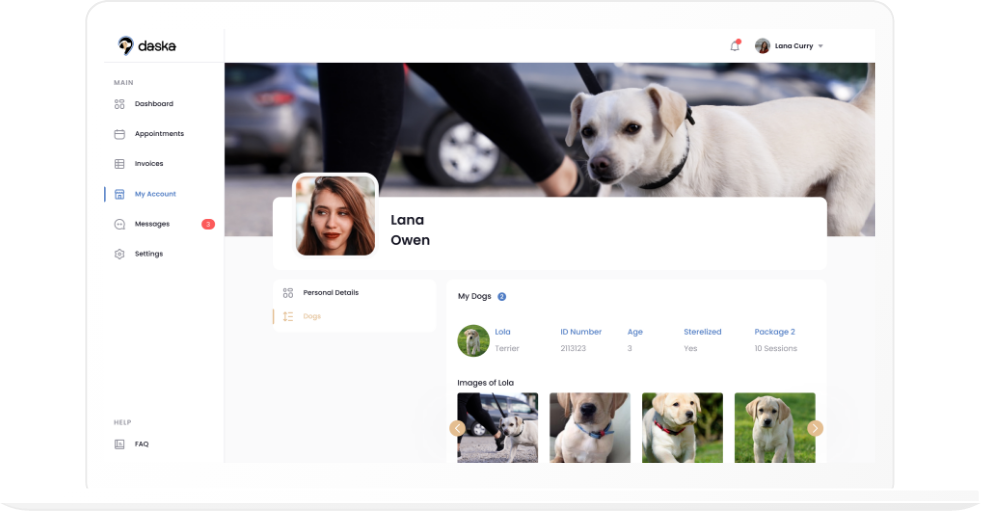 daska
Lana Curry
MAIN
Dashboard
Appointments
Invoices
My Account
Messages
Settings
Lana
Owen
Personal Details
Dogs
My Dogs 2
Lola ID Number Age Sterelized Package 2
Terrier 2113123 3 Yes 10 Sessions
Images of Lola
HELP
FAQ